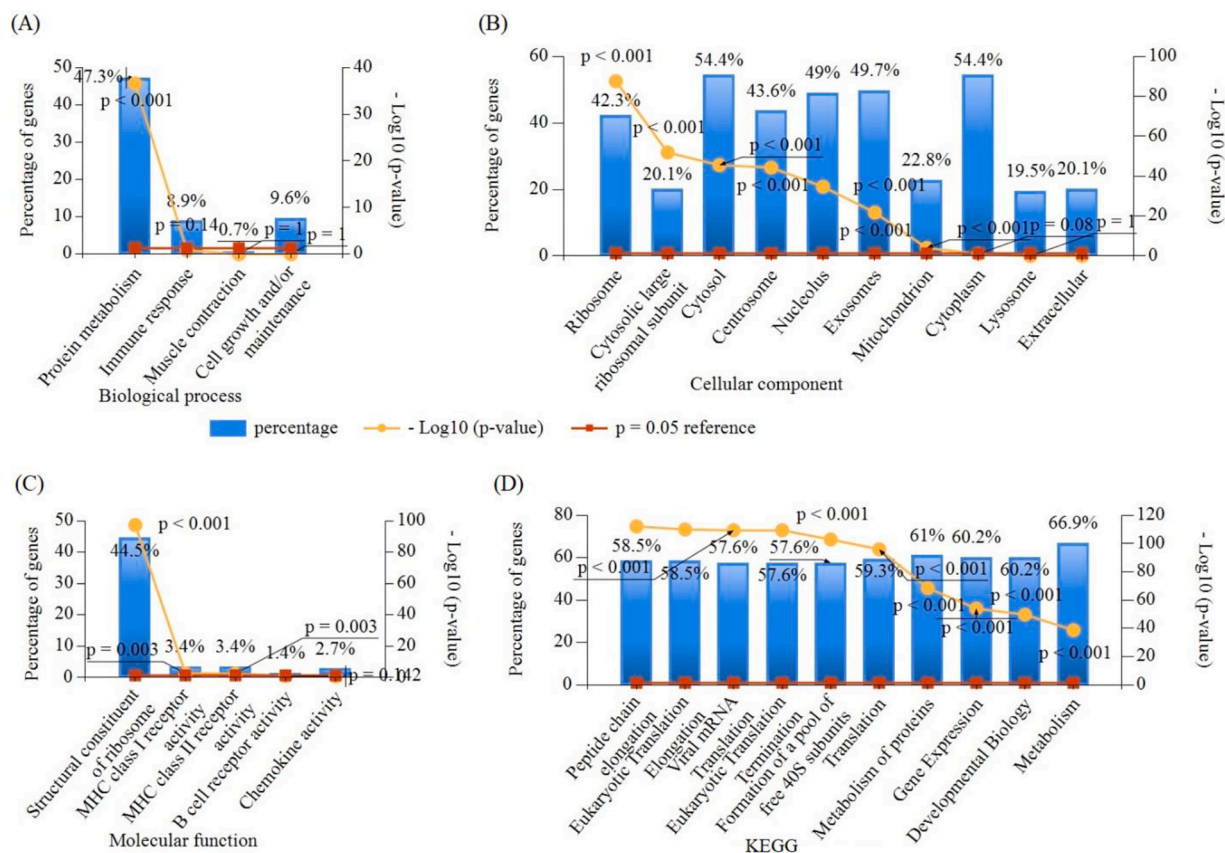 (A)
Percentage of genes
50
40
30
20
10
0
40
30
20
10
0
- Log10 (p-value)
47.3%
p < 0.001
8.9%
p = 0.14
0.7%
p = 1
9.6%
p = 1
Protein metabolism
Immune response
Muscle contraction
Cell growth and/or
maintenance
Biological process
(B)
Percentage of genes
60
40
20
0
100
80
60
40
20
0
- Log10 (p-value)
p < 0.001
42.3%
p < 0.001
20.1%
54.4%
p < 0.001
43.6%
p < 0.001
49%
49.7%
p < 0.001
p < 0.001
22.8%
p < 0.001
54.4%
p = 0.08
19.5%
p = 1
20.1%
Ribosome
Cytosolic large
ribosomal subunit
Cytosol
Centrosome
Nucleolus
Exosomes
Mitochondrion
Cytoplasm
Lysosome
Extracellular
Cellular component
percentage
- Log10 (p-value)
p = 0.05 reference
(C)
Percentage of genes
50
40
30
20
10
0
100
80
60
40
20
0
- Log10 (p-value)
p < 0.001
44.5%
p = 0.003
3.4%
3.4%
p = 0.003
1.4%
2.7%
p = 0.142
Structural constituent
of ribosome
MHC class I receptor
activity
MHC class II receptor
activity
B cell receptor activity
Chemokine activity
Molecular function
(D)
Percentage of genes
80
60
40
20
0
120
100
80
60
40
20
0
- Log10 (p-value)
58.5%
p < 0.001
58.5%
57.6%
57.6%
57.6%
p < 0.001
59.3%
p < 0.001
61%
p < 0.001
60.2%
p < 0.001
p < 0.001
60.2%
66.9%
p < 0.001
Peptide chain
elongation
Eukaryotic Translation
Elongation
Viral mRNA
Translation
Eukaryotic Translation
Termination
Formation of a pool of
free 40S subunits
Translation
Metabolism of proteins
Gene Expression
Developmental Biology
Metabolism
KEGG